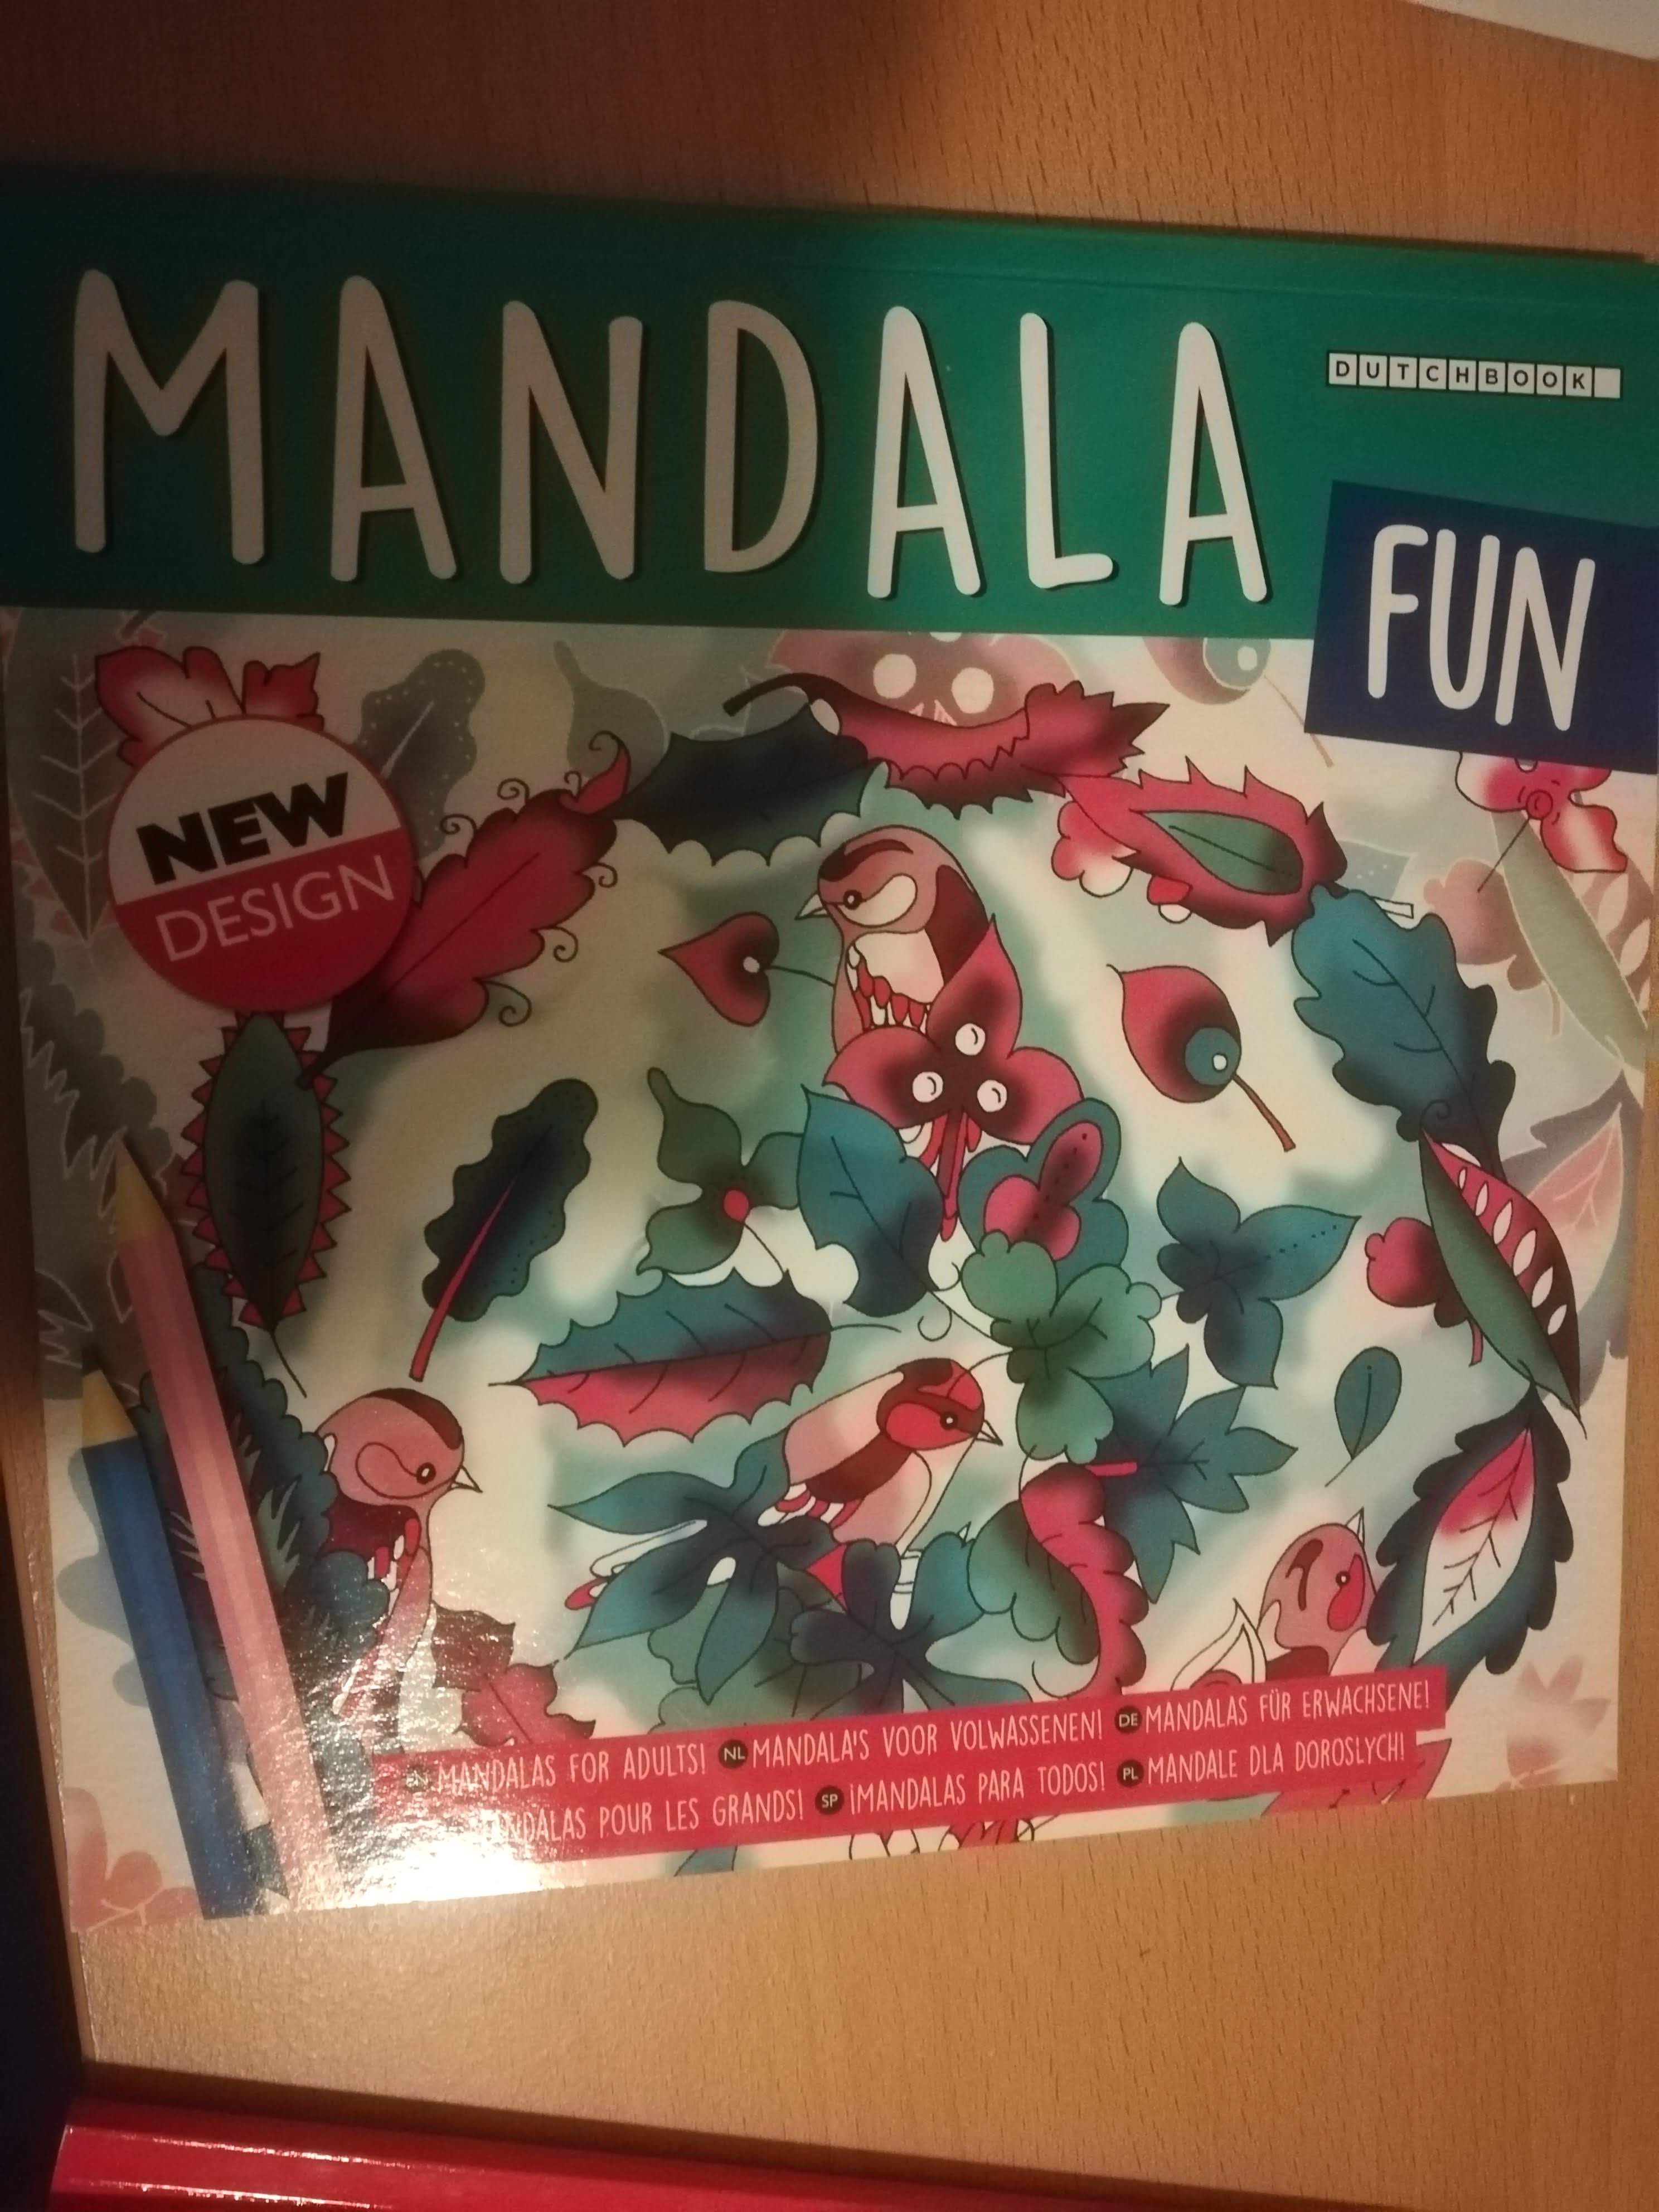 DUTCHBOOK
MANDALA FUN
NEW
DESIGN
EN MANDALAS FOR ADULTS! NL MANDALA'S VOOR VOLWASSENEN! DE MANDALAS FÜR ERWACHSENE!
MANDALAS POUR LES GRANDS! SP ¡MANDALAS PARA TODOS! PL MANDALE DLA DOROSLYCH!